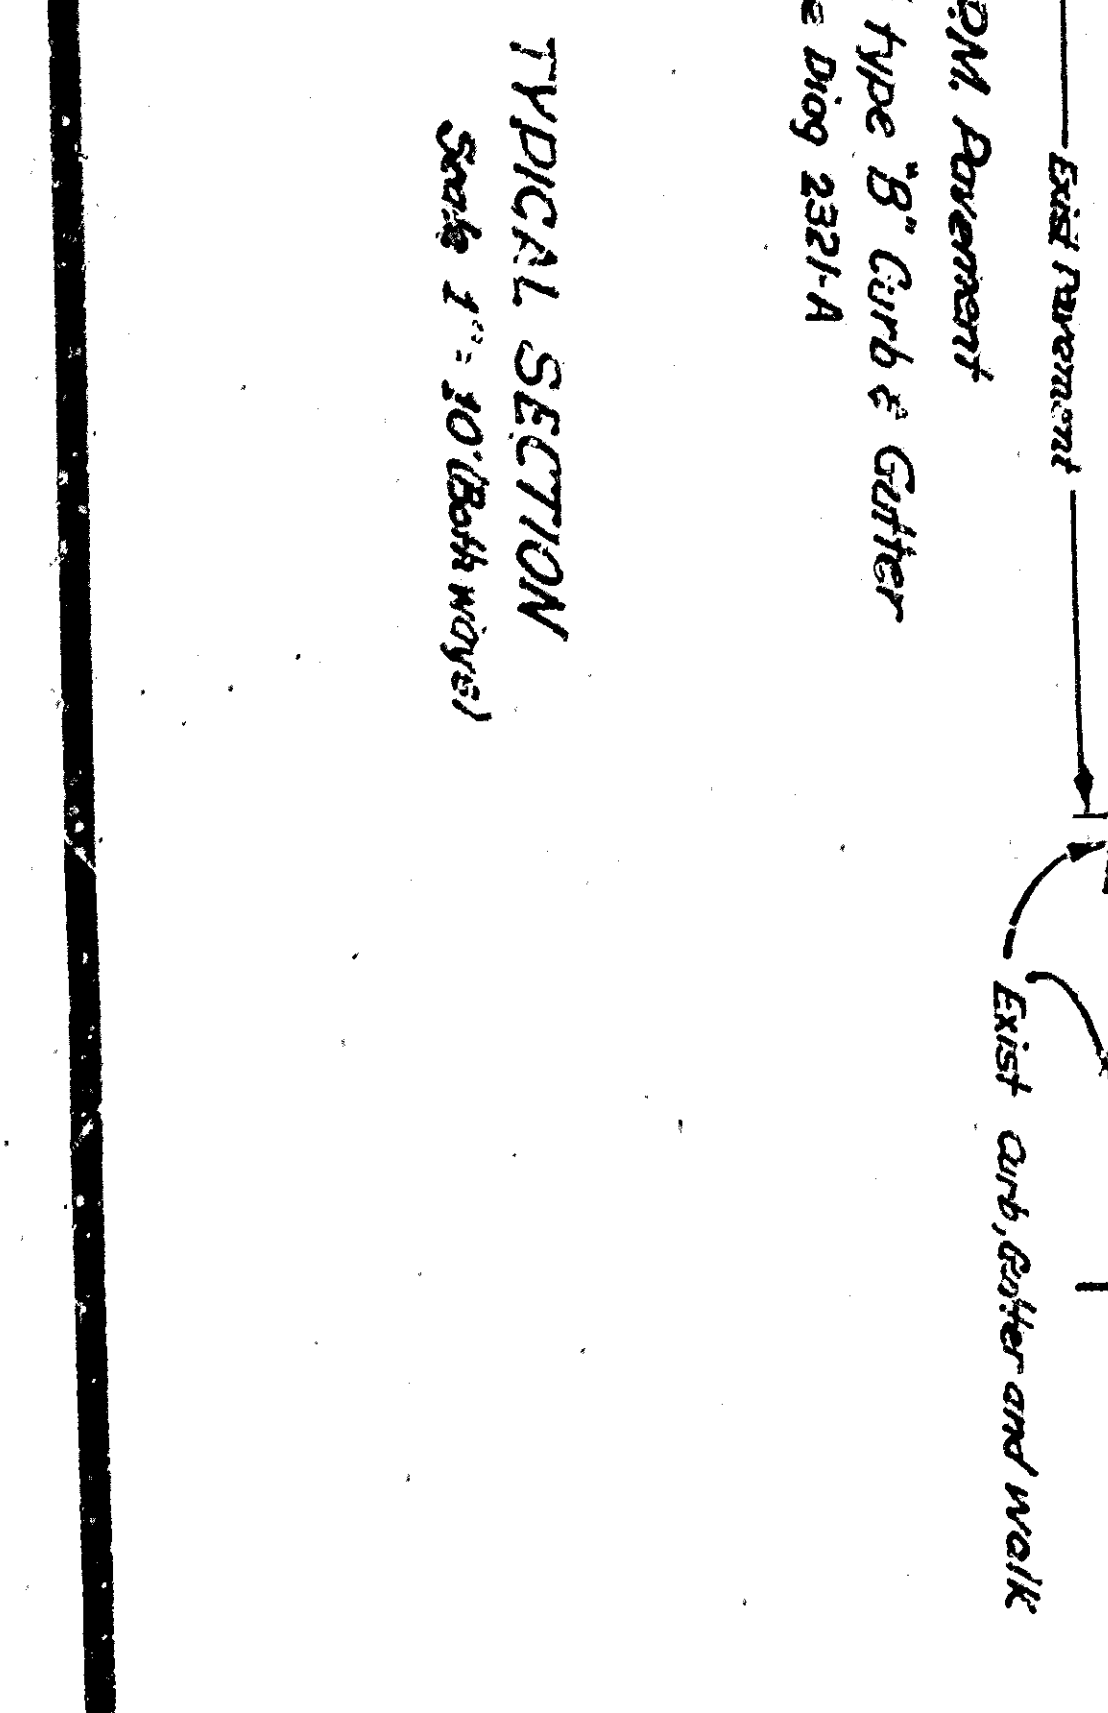 Exist Pavement
P.M. Pavement
Type "B" Curb & Gutter
Diag 2321-A
Exist Curb, Gutter and Walk
TYPICAL SECTION
Scale 1" = 10' (Both ways)